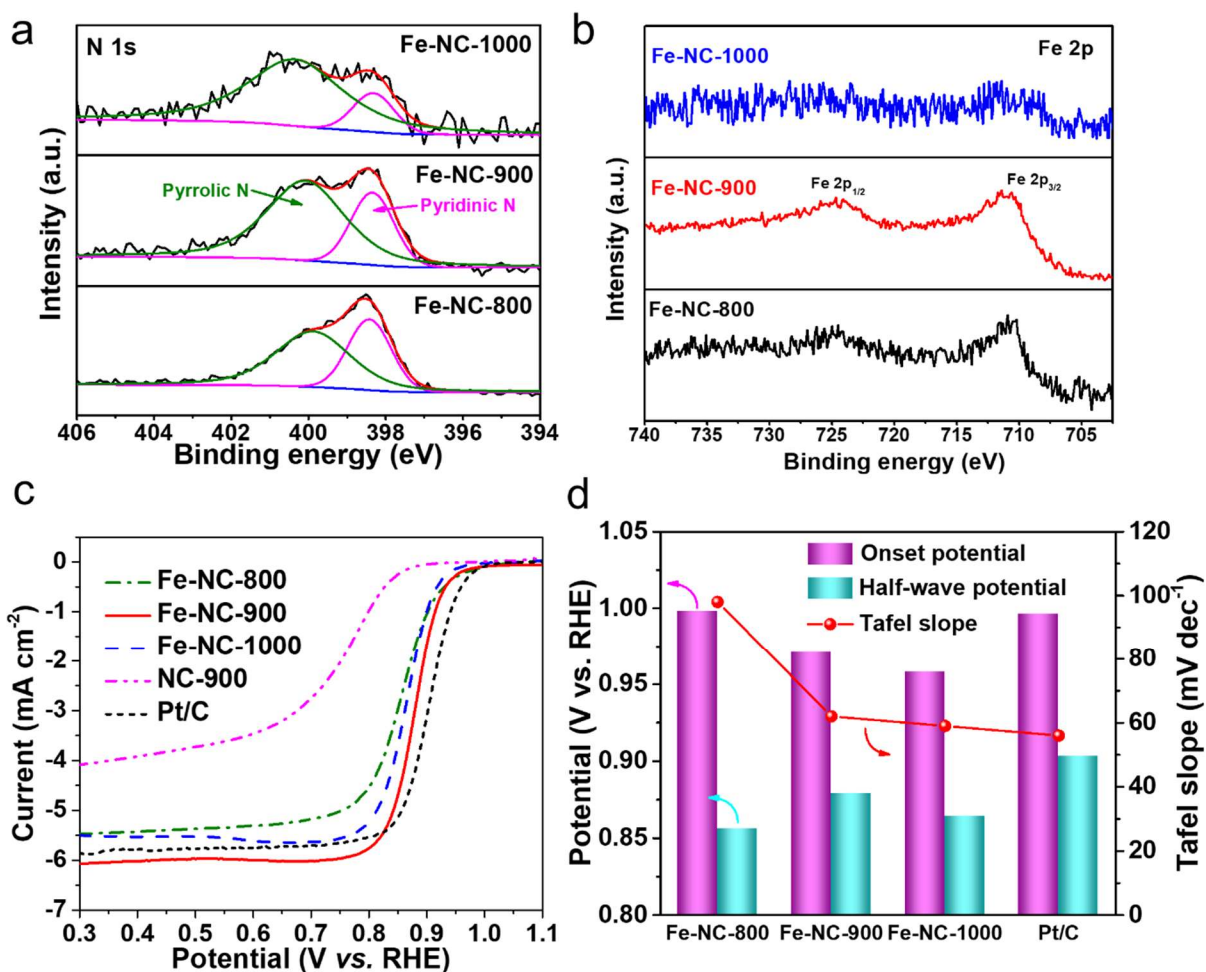 a
N 1s
Fe-NC-1000
Fe-NC-900
Pyrrolic N
Pyridinic N
Fe-NC-800
Intensity (a.u.)
406 404 402 400 398 396 394
Binding energy (eV)
b
Fe-NC-1000
Fe 2p
Fe-NC-900
Fe 2p1/2
Fe 2p3/2
Fe-NC-800
Intensity (a.u.)
740 735 730 725 720 715 710 705
Binding energy (eV)
c
Fe-NC-800
Fe-NC-900
Fe-NC-1000
NC-900
Pt/C
Current (mA cm-2)
0
-1
-2
-3
-4
-5
-6
-7
0.3 0.4 0.5 0.6 0.7 0.8 0.9 1.0 1.1
Potential (V vs. RHE)
d
Onset potential
Half-wave potential
Tafel slope
Potential (V vs. RHE)
1.05
1.00
0.95
0.90
0.85
0.80
Tafel slope (mV dec-1)
120
100
80
60
40
20
0
Fe-NC-800 Fe-NC-900 Fe-NC-1000 Pt/C